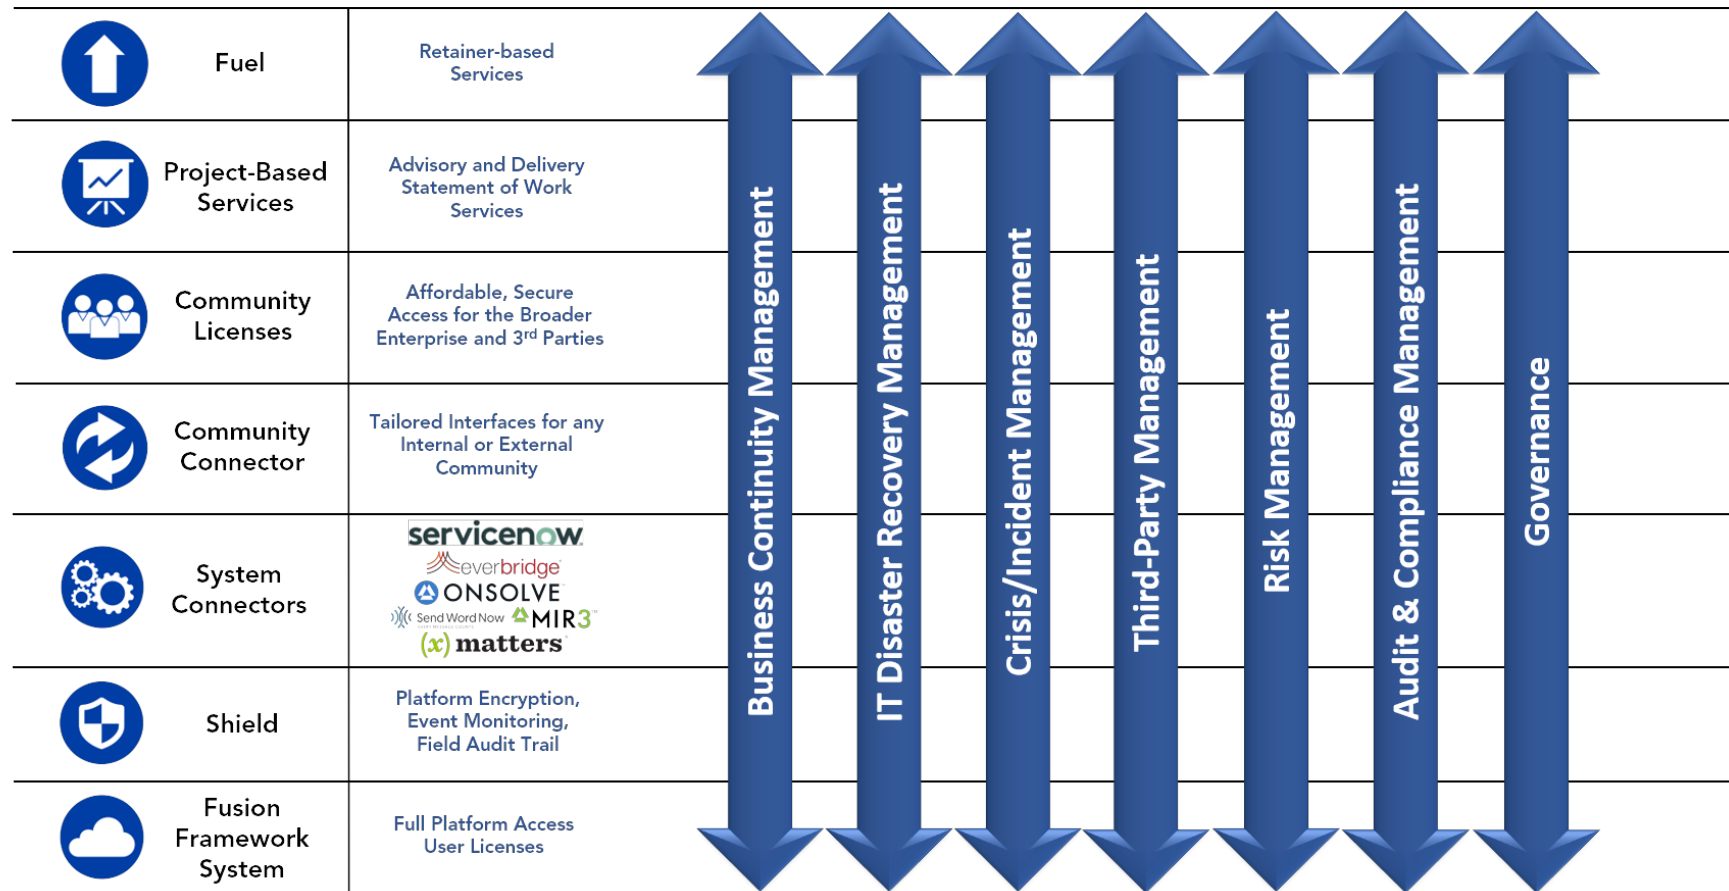 Fuel
Retainer-based
Services
Project-Based
Services
Advisory and Delivery
Statement of Work
Services
Community
Licenses
Affordable, Secure
Access for the Broader
Enterprise and 3rd Parties
Community
Connector
Tailored Interfaces for any
Internal or External
Community
System
Connectors
servicenow
everbridge
ONSOLVE
Send Word Now
MIR3
(x) matters
Shield
Platform Encryption,
Event Monitoring,
Field Audit Trail
Fusion
Framework
System
Full Platform Access
User Licenses
Business Continuity Management
IT Disaster Recovery Management
Crisis/Incident Management
Third-Party Management
Risk Management
Audit & Compliance Management
Governance